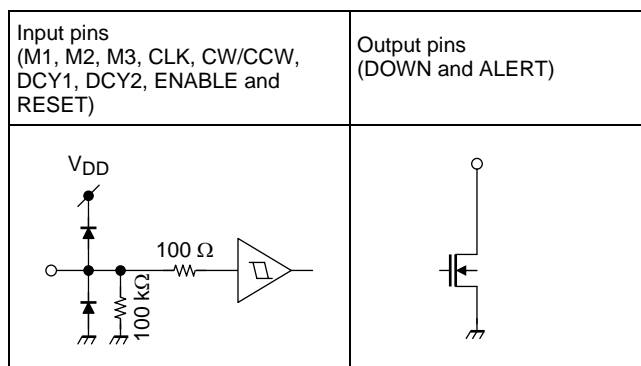 Input pins
(M1, M2, M3, CLK, CW/CCW,
DCY1, DCY2, ENABLE and
RESET)
Output pins
(DOWN and ALERT)
VDD
100 Ω
100 kΩ